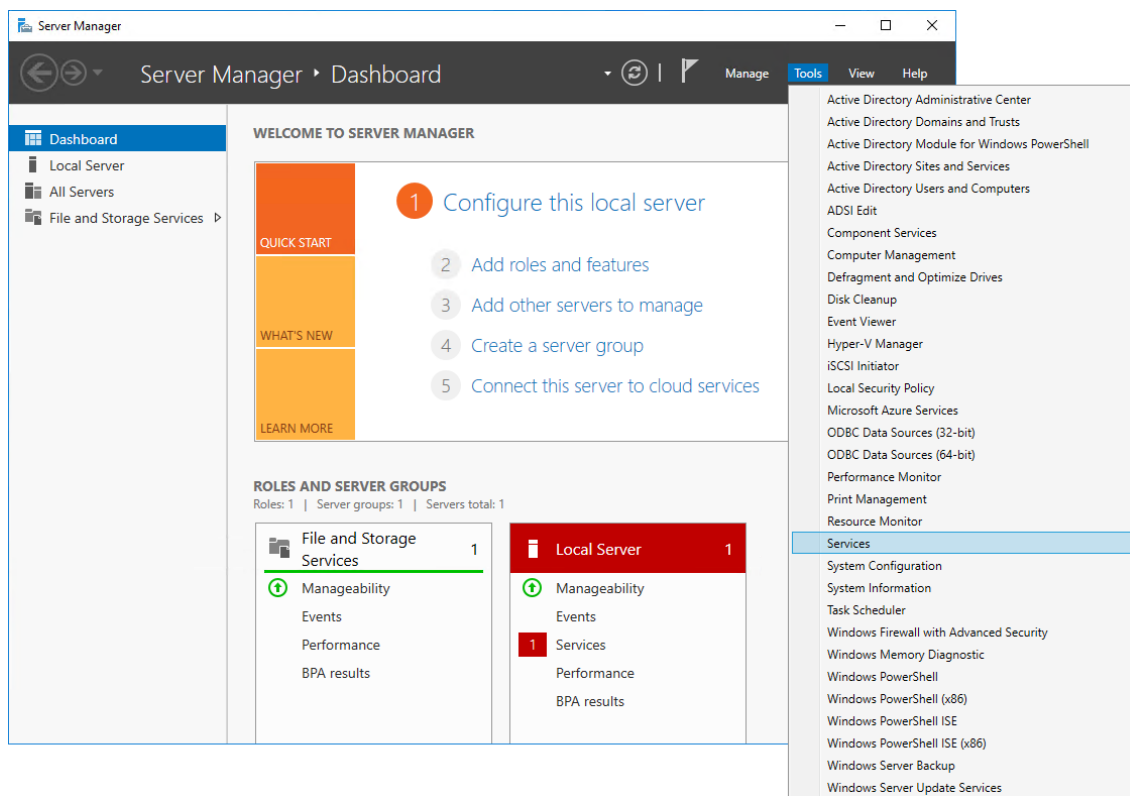 Server Manager
Server Manager ‣ Dashboard
Manage Tools View Help
Dashboard
Local Server
All Servers
File and Storage Services
WELCOME TO SERVER MANAGER
QUICK START
WHAT'S NEW
LEARN MORE
1 Configure this local server
2 Add roles and features
3 Add other servers to manage
4 Create a server group
5 Connect this server to cloud services
ROLES AND SERVER GROUPS
Roles: 1 | Server groups: 1 | Servers total: 1
File and Storage
Services 1
Manageability
Events
Performance
BPA results
Local Server 1
Manageability
Events
1 Services
Performance
BPA results
Active Directory Administrative Center
Active Directory Domains and Trusts
Active Directory Module for Windows PowerShell
Active Directory Sites and Services
Active Directory Users and Computers
ADSI Edit
Component Services
Computer Management
Defragment and Optimize Drives
Disk Cleanup
Event Viewer
Hyper-V Manager
iSCSI Initiator
Local Security Policy
Microsoft Azure Services
ODBC Data Sources (32-bit)
ODBC Data Sources (64-bit)
Performance Monitor
Print Management
Resource Monitor
Services
System Configuration
System Information
Task Scheduler
Windows Firewall with Advanced Security
Windows Memory Diagnostic
Windows PowerShell
Windows PowerShell (x86)
Windows PowerShell ISE
Windows PowerShell ISE (x86)
Windows Server Backup
Windows Server Update Services